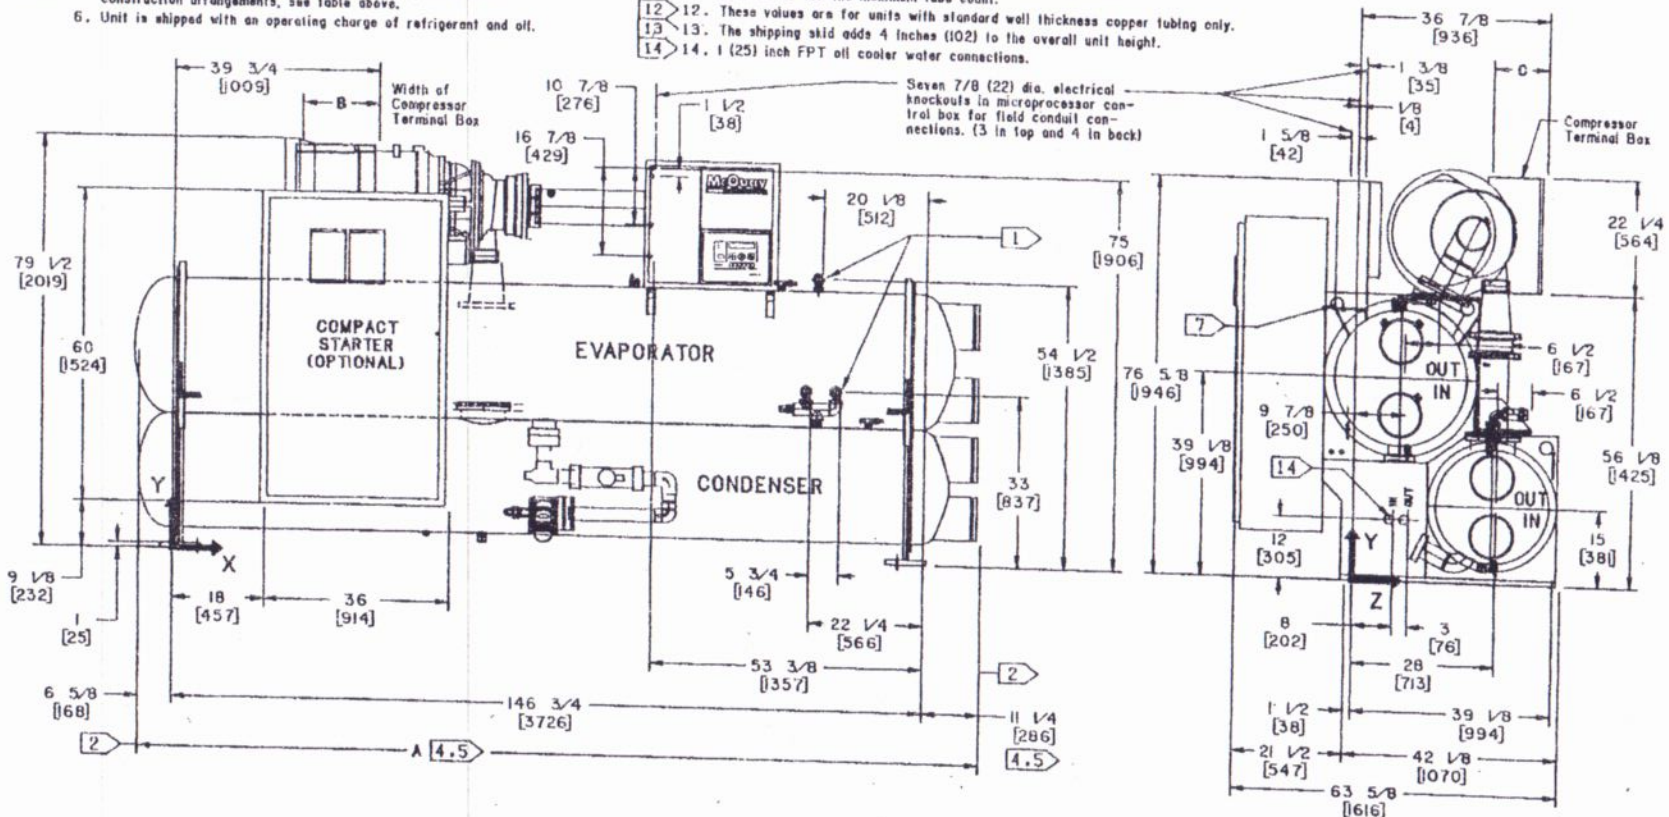 6. Unit is shipped with an operating charge of refrigerant and oil.
12 12. These values are for units with standard wall thickness copper tubing only.
13 13. The shipping skid adds 4 inches (102) to the overall unit height.
14 14. 1 (25) inch FPT oil cooler water connections.
39 3/4
[1009]
B
Width of
Compressor
Terminal Box
10 7/8
[276]
1 1/2
[38]
16 7/8
[429]
Seven 7/8 (22) dia. electrical
knockouts in microprocessor con-
trol box for field conduit con-
nections. (3 in top and 4 in back)
McQuay
20 1/8
[512]
1
79 1/2
[2019]
60
[1524]
COMPACT
STARTER
(OPTIONAL)
EVAPORATOR
CONDENSER
75
[1906]
54 1/2
[1385]
33
[837]
Y
X
9 1/8
[232]
1
[25]
18
[457]
36
[914]
5 3/4
[146]
22 1/4
[566]
53 3/8
[1357]
2
6 5/8
[168]
146 3/4
[3726]
11 1/4
[286]
2
A 4.5
4.5
36 7/8
[936]
1 3/8
[35]
C
1/8
[4]
1 5/8
[42]
Compressor
Terminal Box
22 1/4
[564]
7
76 5/8
[1946]
OUT
IN
6 1/2
[167]
6 1/2
[167]
9 7/8
[250]
39 1/8
[994]
14
IN
OUT
56 1/8
[1425]
OUT
IN
15
[381]
12
[305]
Y
Z
8
[202]
3
[76]
28
[713]
1 1/2
[38]
39 1/8
[994]
21 1/2
[547]
42 1/8
[1070]
63 5/8
[1616]